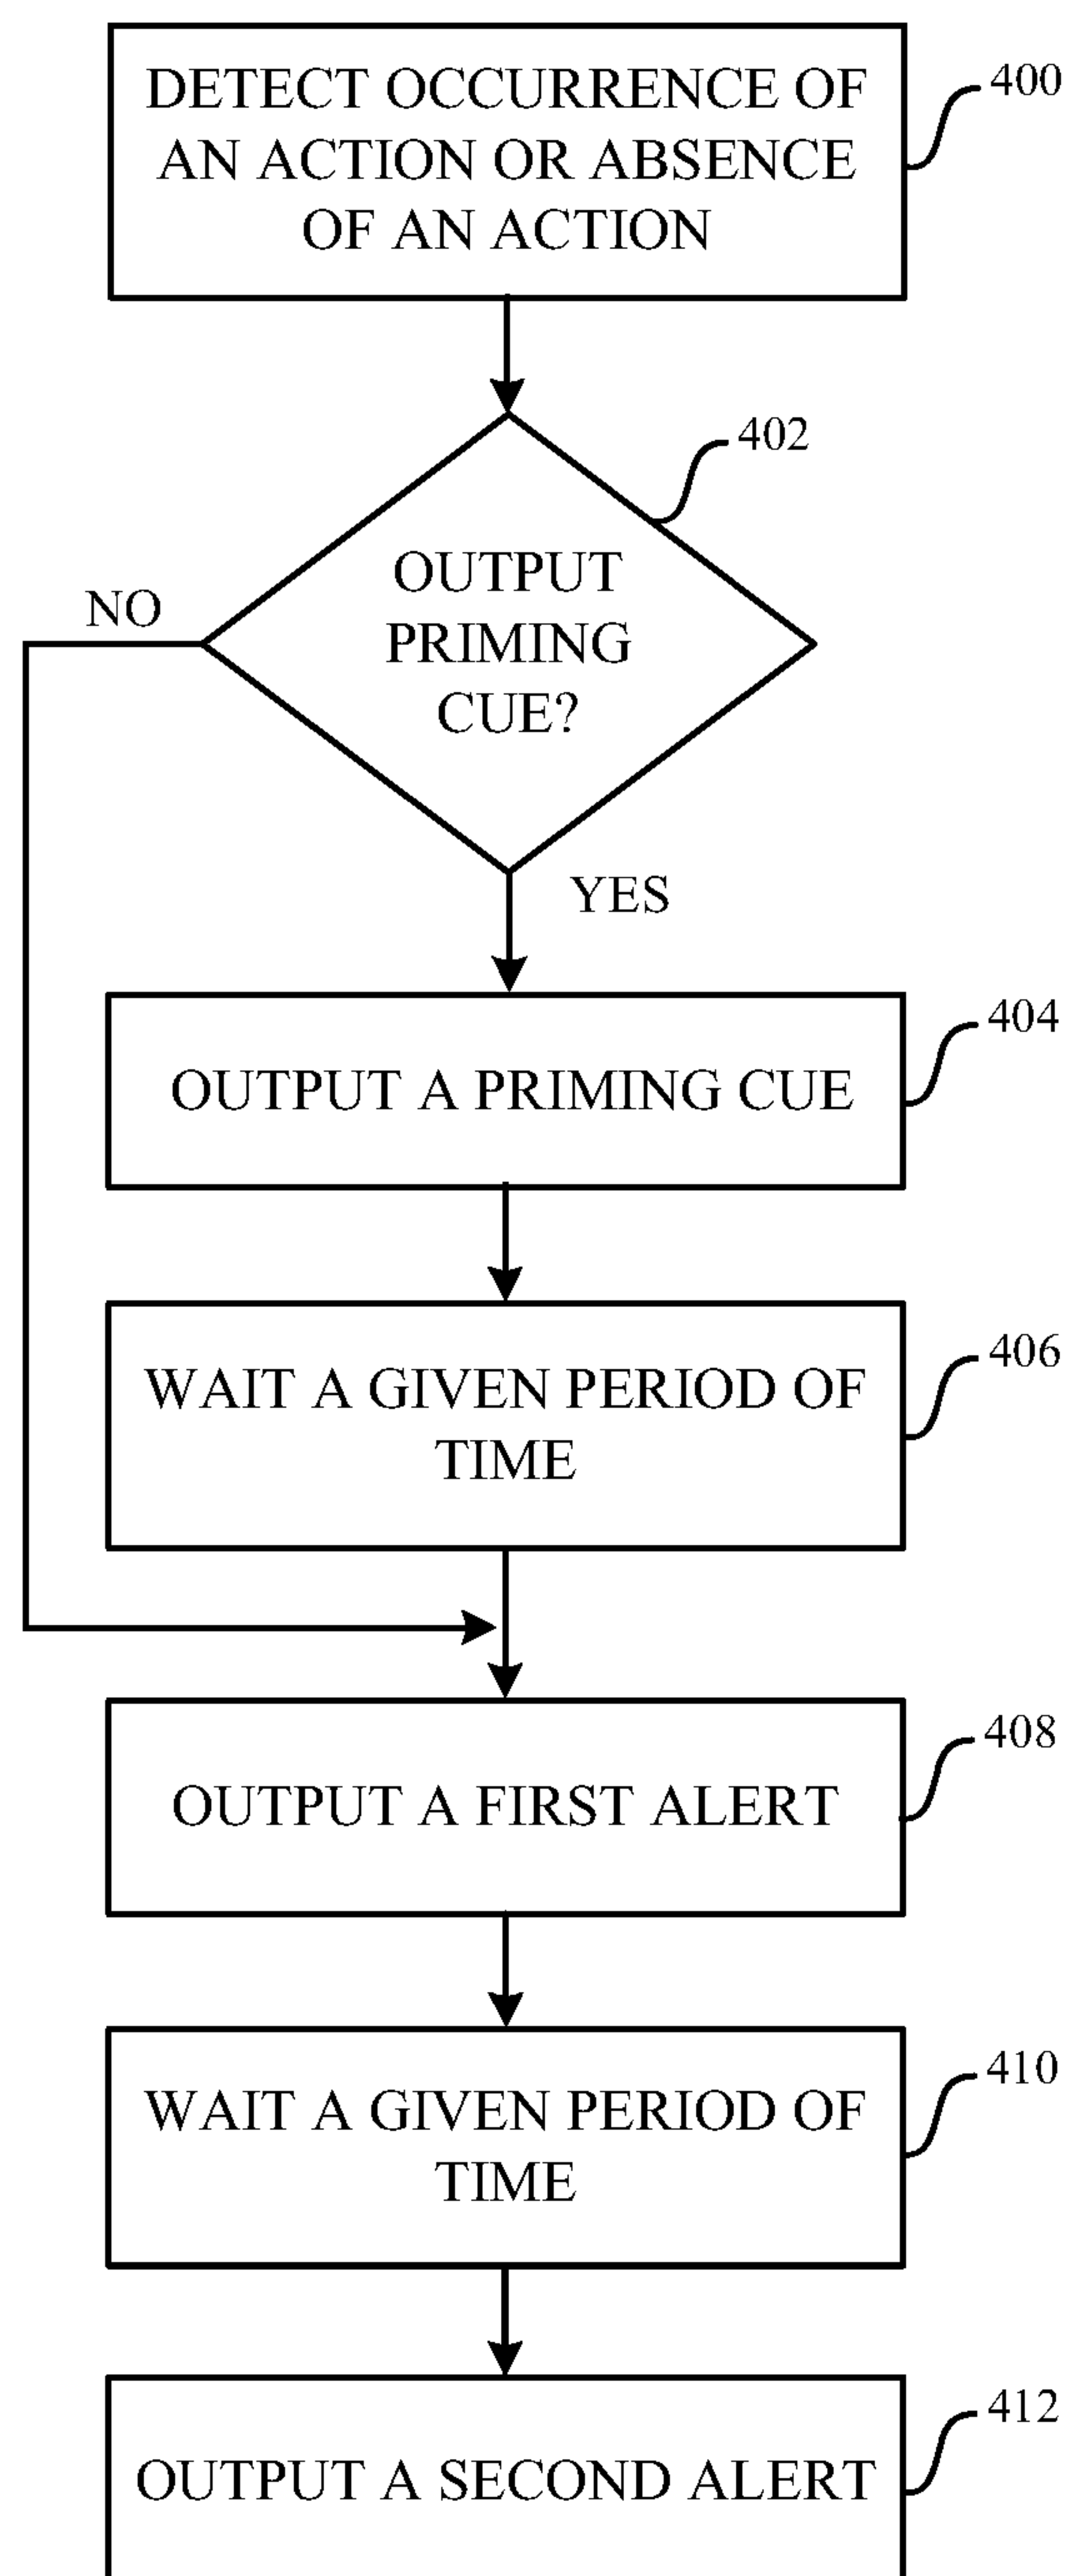 DETECT OCCURRENCE OF
AN ACTION OR ABSENCE
OF AN ACTION
400
402
OUTPUT
PRIMING
CUE?
NO
YES
OUTPUT A PRIMING CUE
404
WAIT A GIVEN PERIOD OF
TIME
406
OUTPUT A FIRST ALERT
408
WAIT A GIVEN PERIOD OF
TIME
410
OUTPUT A SECOND ALERT
412